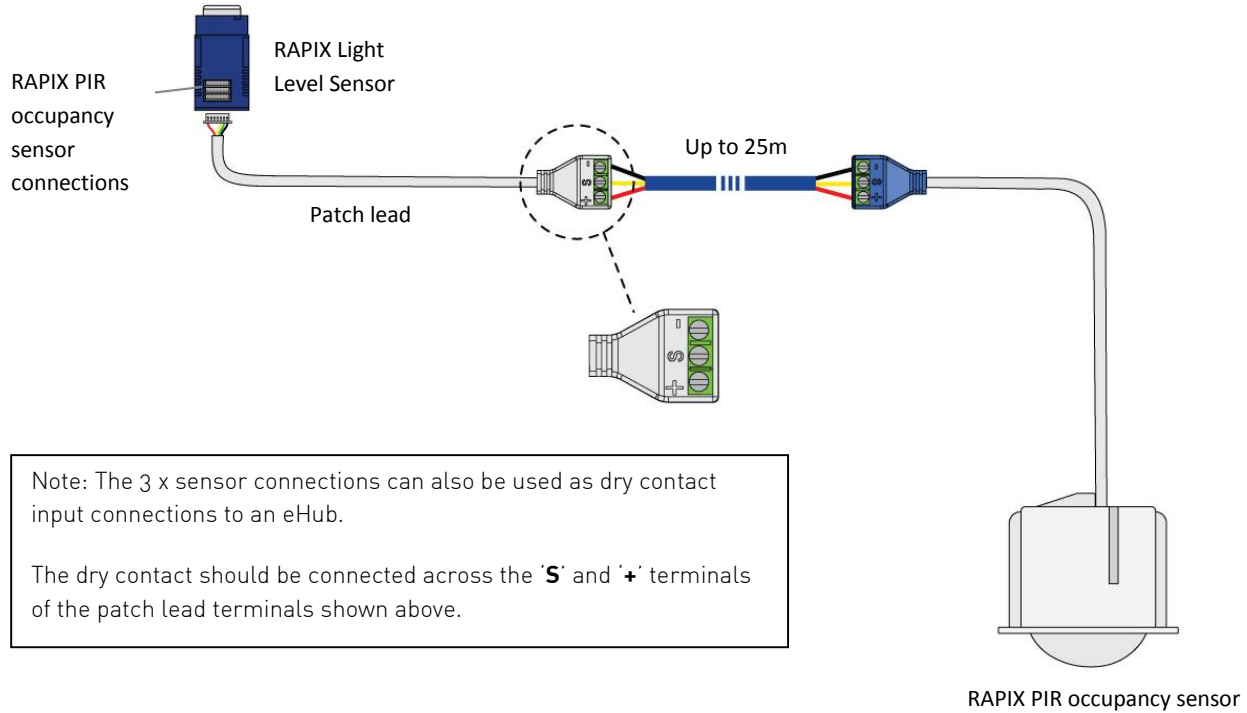 RAPIX Light
Level Sensor
RAPIX PIR
occupancy
sensor
connections
Up to 25m
- S +
- S +
Patch lead
- S +
Note: The 3 x sensor connections can also be used as dry contact
input connections to an eHub.
The dry contact should be connected across the ‘S’ and ‘+’ terminals
of the patch lead terminals shown above.
RAPIX PIR occupancy sensor